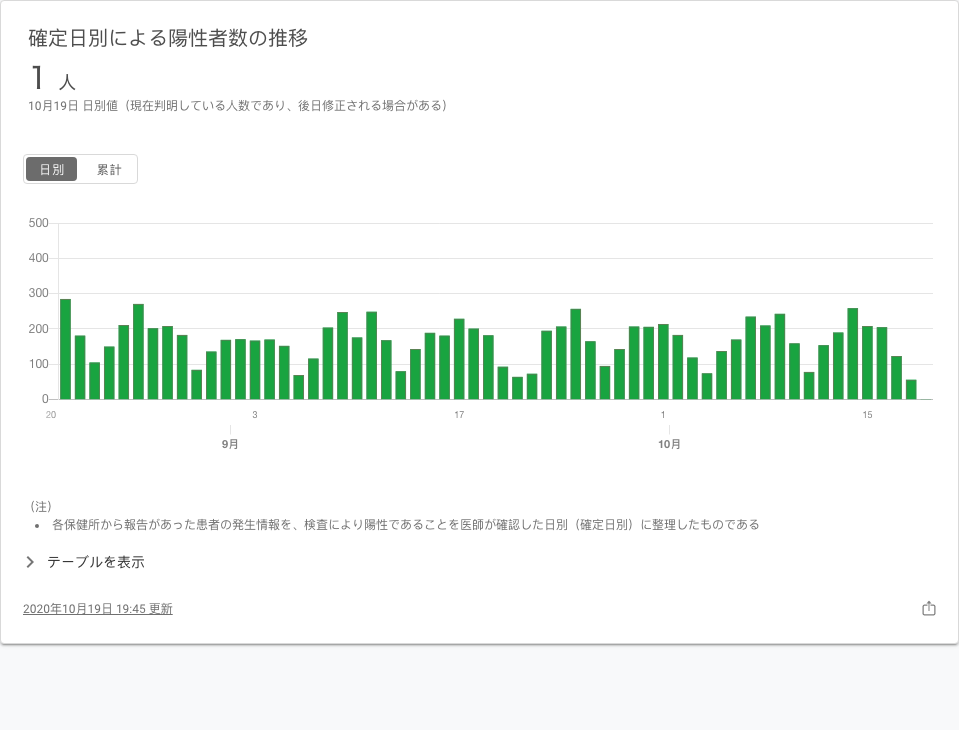 確定日別による陽性者数の推移
1 人
10月19日 日別値（現在判明している人数であり、後日修正される場合がある）
日別 累計
500
400
300
200
100
0
20 3 17 1 15
9月 10月
（注）
• 各保健所から報告があった患者の発生情報を、検査により陽性であることを医師が確認した日別（確定日別）に整理したものである
テーブルを表示
2020年10月19日 19:45 更新